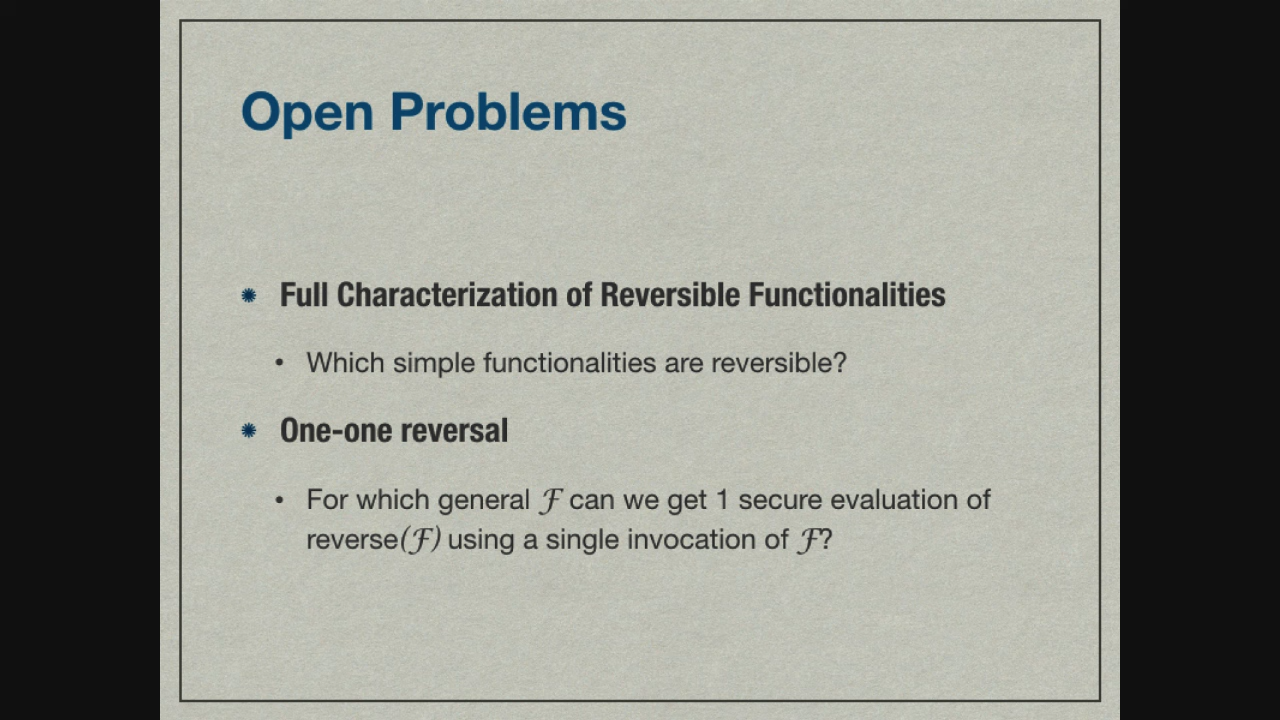 Open Problems
Full Characterization of Reversible Functionalities
• Which simple functionalities are reversible?
One-one reversal
• For which general ℱ can we get 1 secure evaluation of
reverse(ℱ) using a single invocation of ℱ?